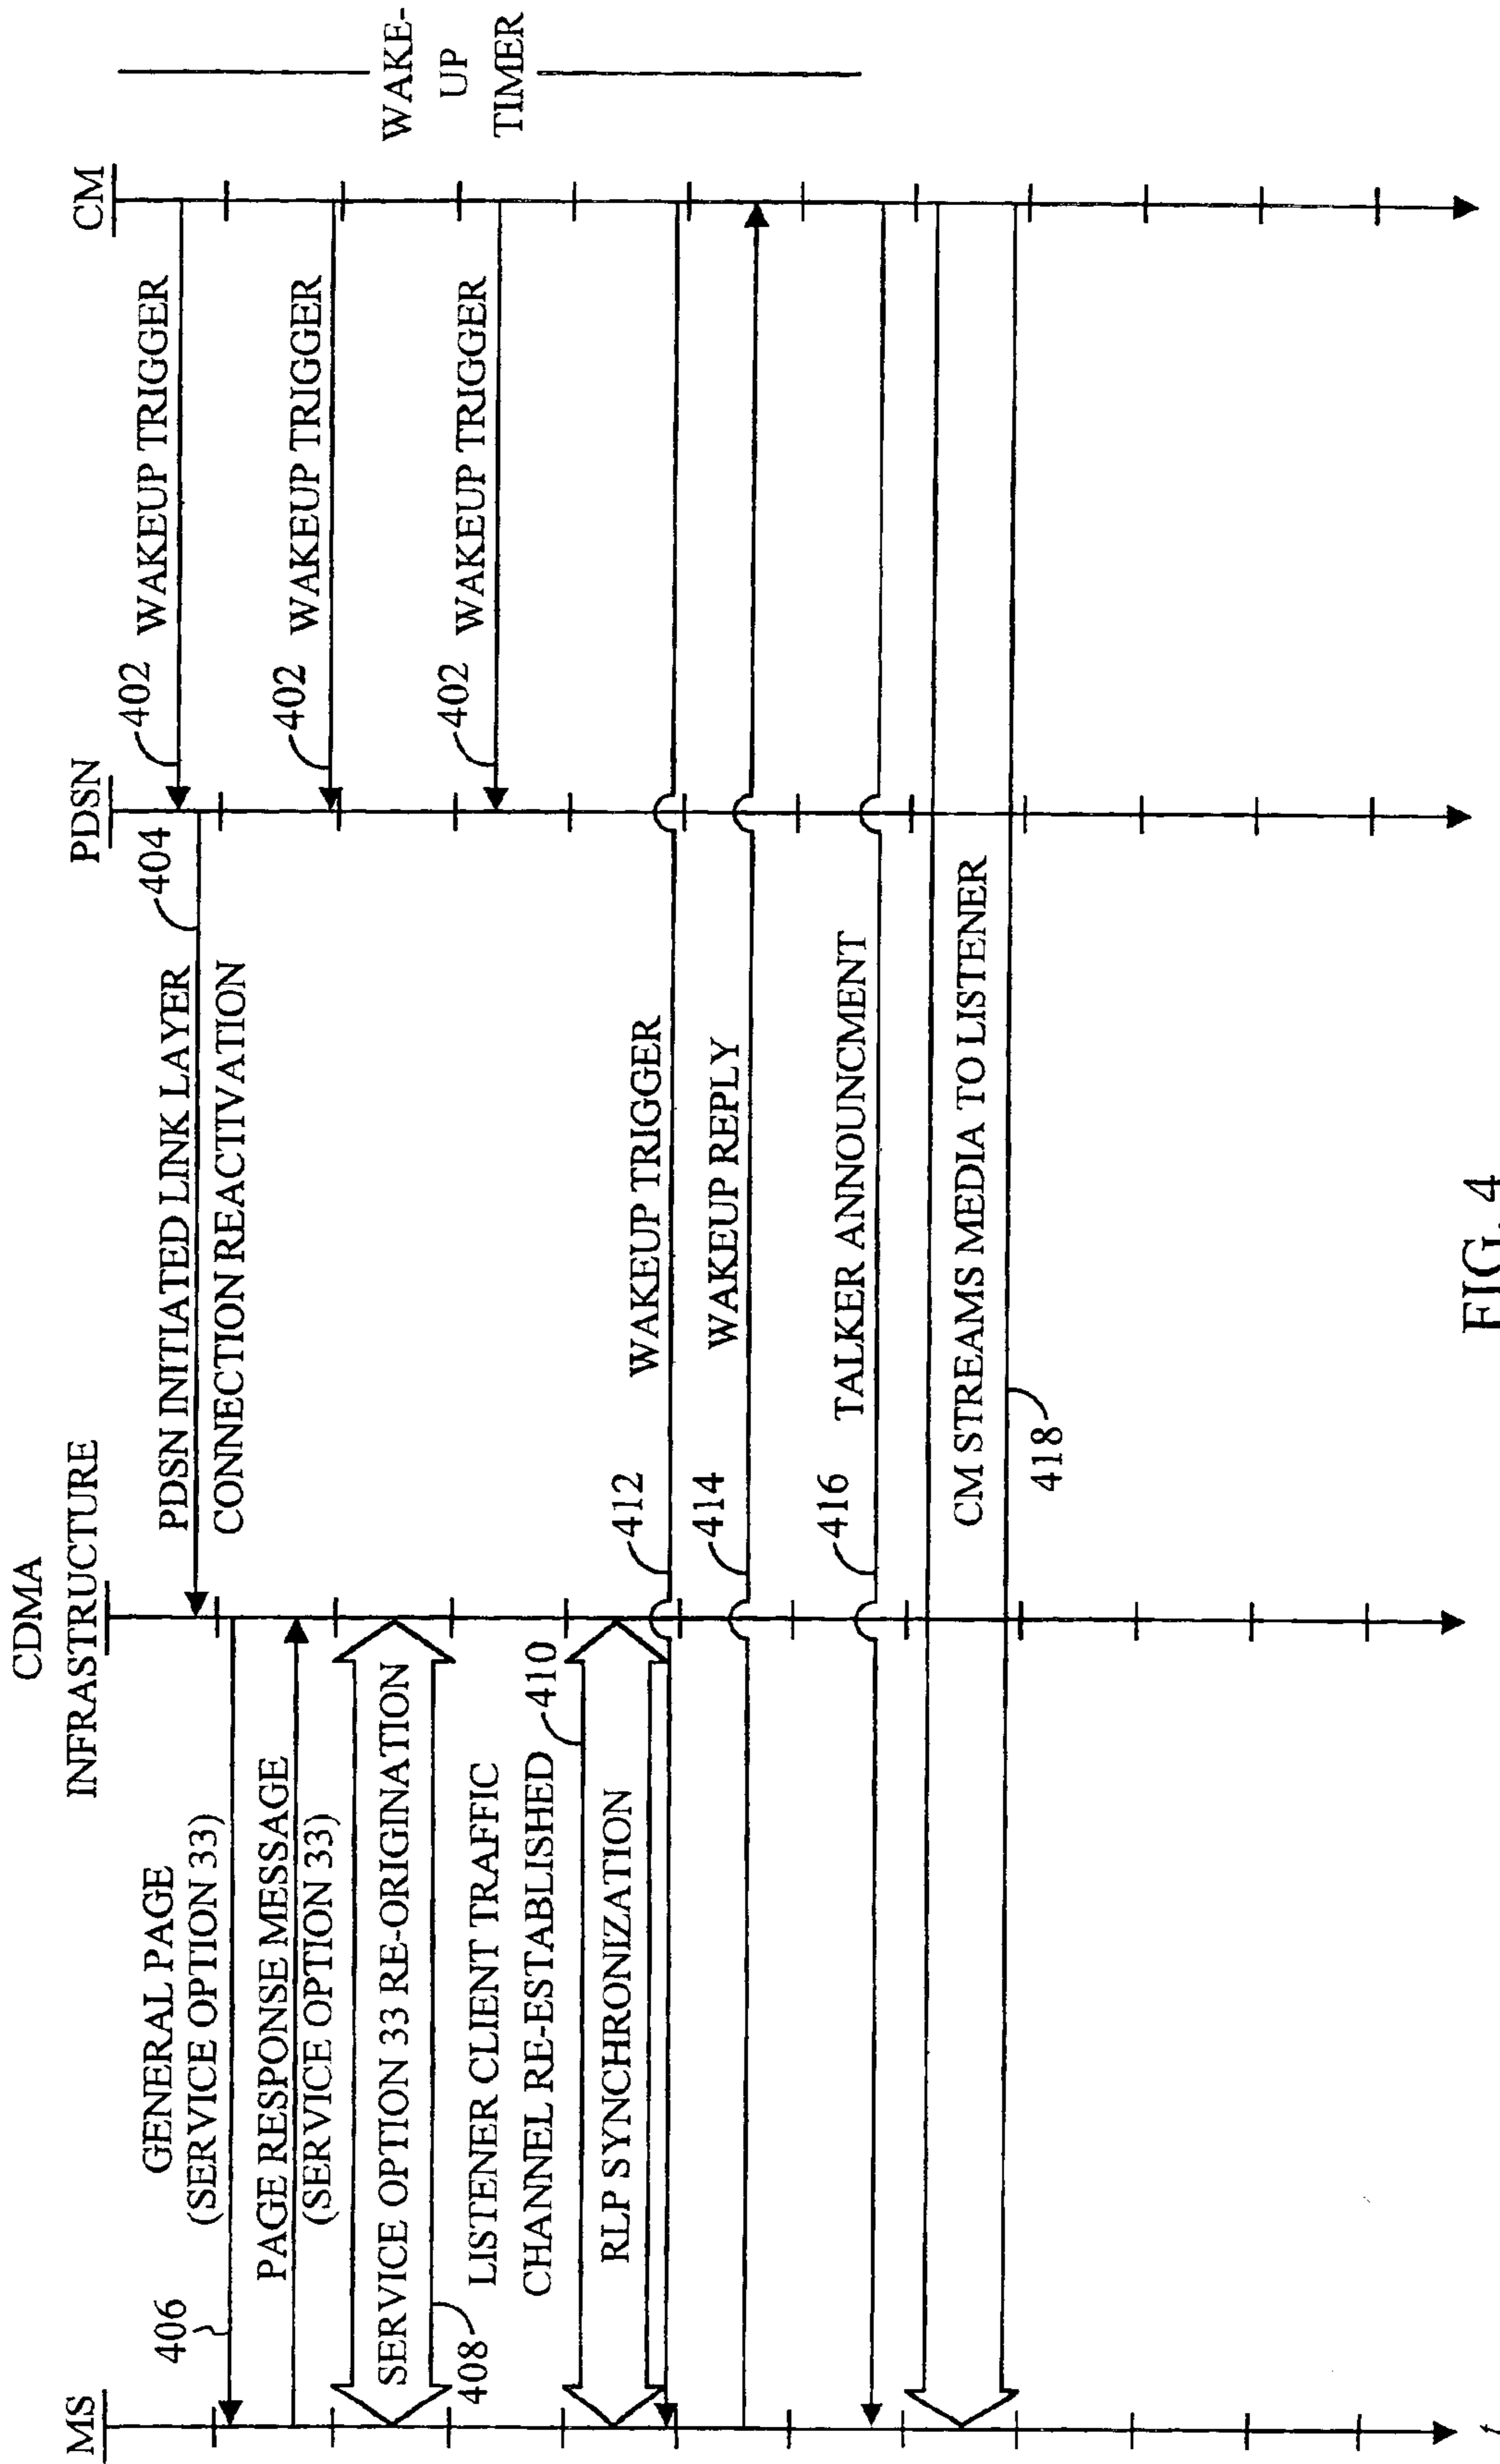 MS
CDMA
INFRASTRUCTURE
PDSN
CM
402
WAKEUP TRIGGER
404
PDSN INITIATED LINK LAYER
CONNECTION REACTIVATION
406
GENERAL PAGE
(SERVICE OPTION 33)
PAGE RESPONSE MESSAGE
(SERVICE OPTION 33)
402
WAKEUP TRIGGER
SERVICE OPTION 33 RE-ORIGINATION
408
WAKE-
UP
TIMER
402
WAKEUP TRIGGER
LISTENER CLIENT TRAFFIC
CHANNEL RE-ESTABLISHED
410
RLP SYNCHRONIZATION
412
WAKEUP TRIGGER
414
WAKEUP REPLY
416
TALKER ANNOUNCMENT
CM STREAMS MEDIA TO LISTENER
418
t
FIG. 4